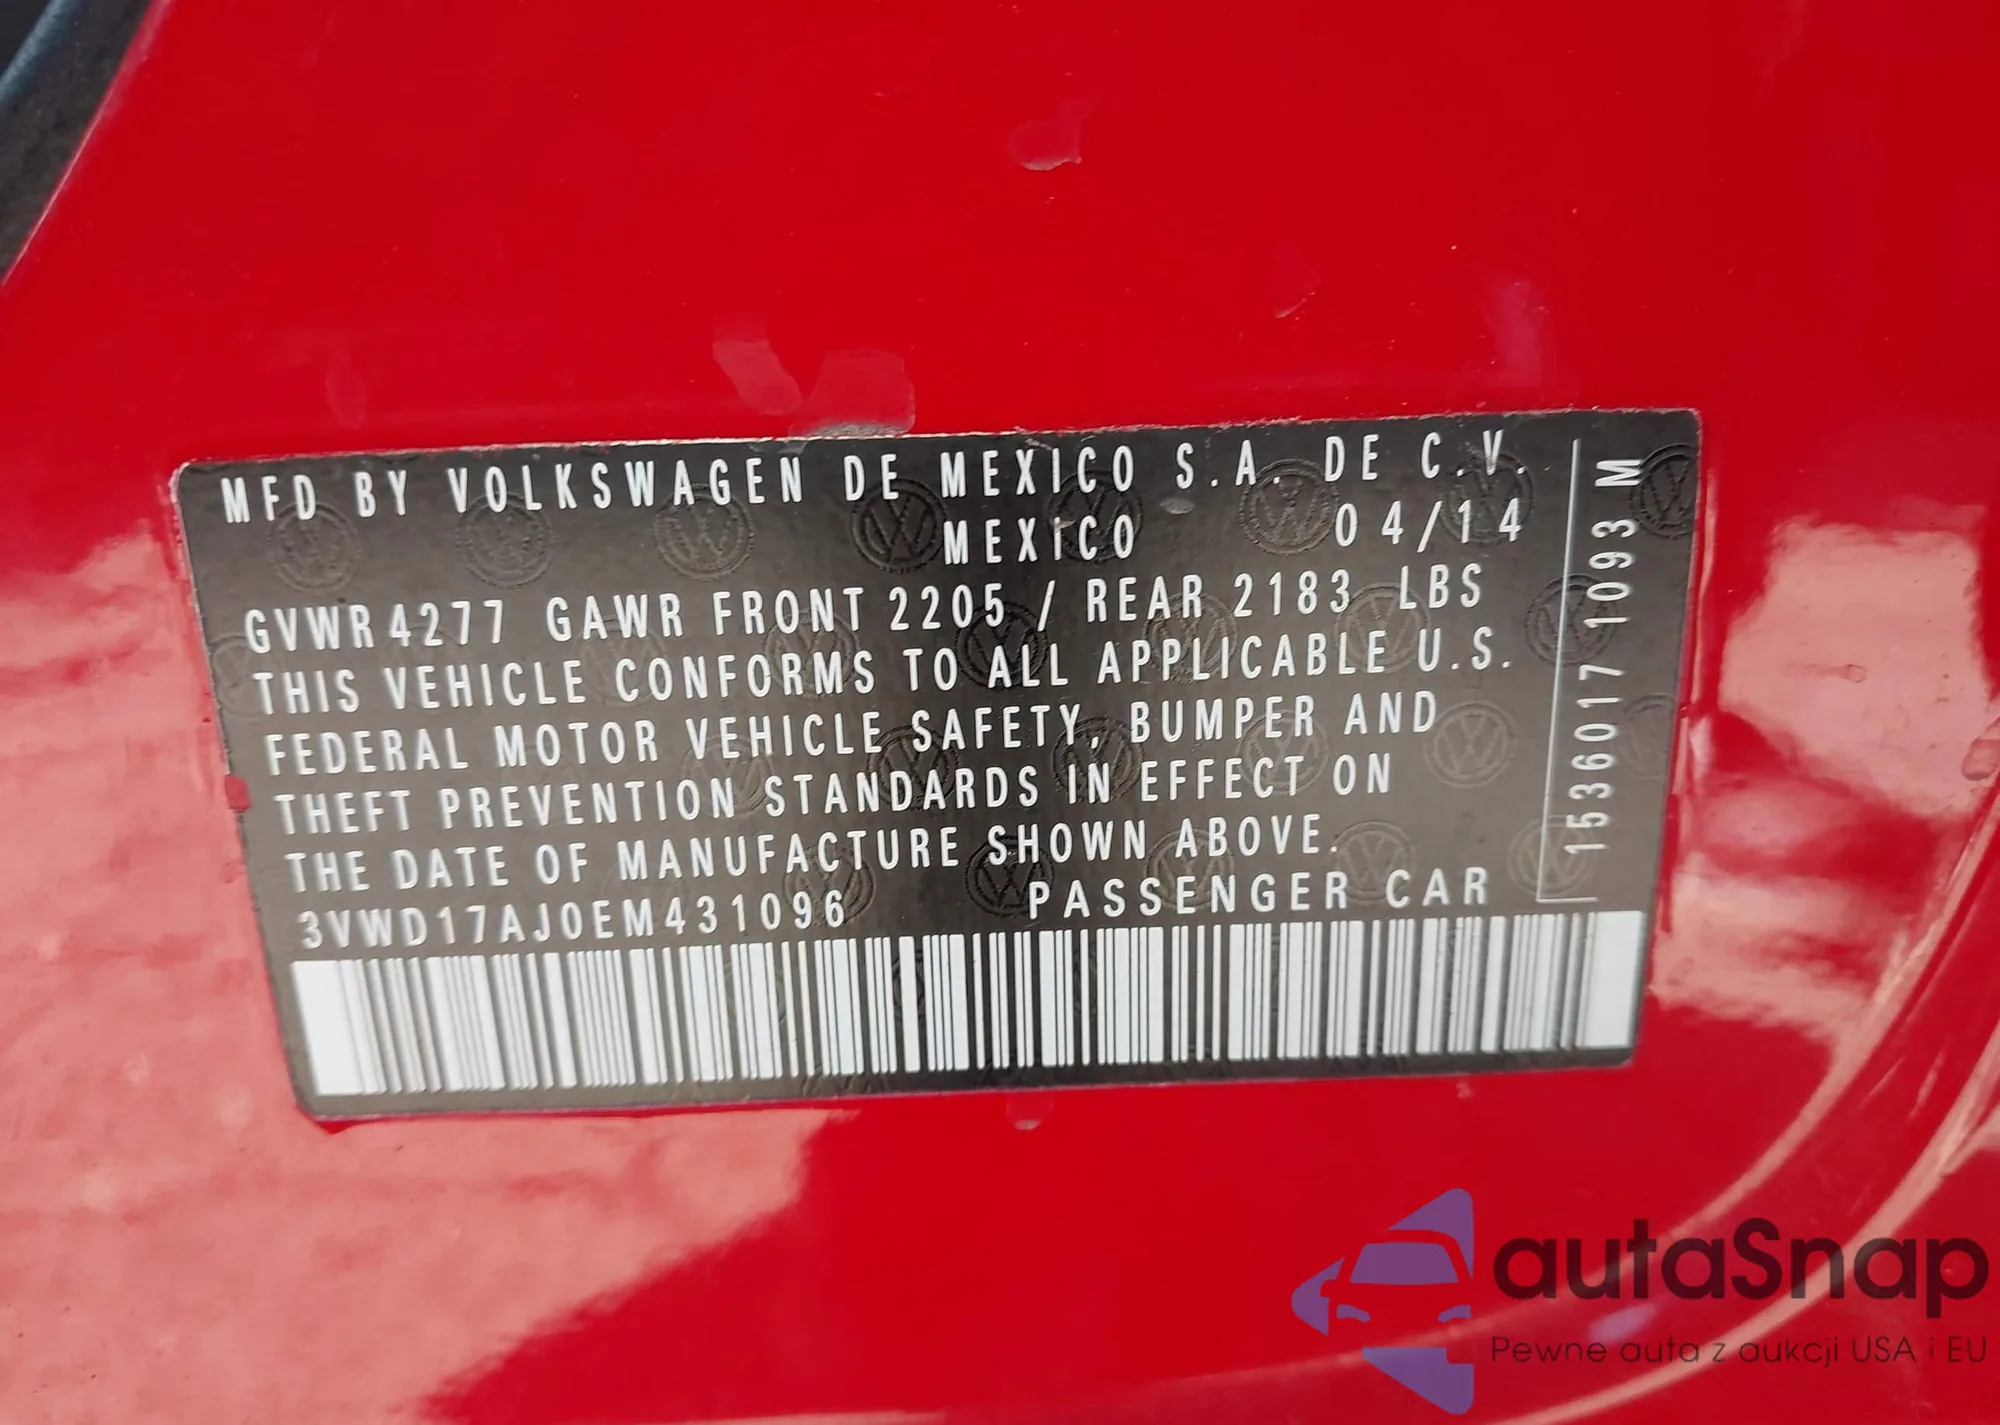 MFD BY VOLKSWAGEN DE MEXICO S.A. DE C.V.
MEXICO 04/14
GVWR 4277 GAWR FRONT 2205 / REAR 2183 LBS
THIS VEHICLE CONFORMS TO ALL APPLICABLE U.S.
FEDERAL MOTOR VEHICLE SAFETY, BUMPER AND
THEFT PREVENTION STANDARDS IN EFFECT ON
THE DATE OF MANUFACTURE SHOWN ABOVE.
3VWD17AJ0EM431096 PASSENGER CAR
1536017 1093 M
autaSnap
Pewne auta z aukcji USA i EU